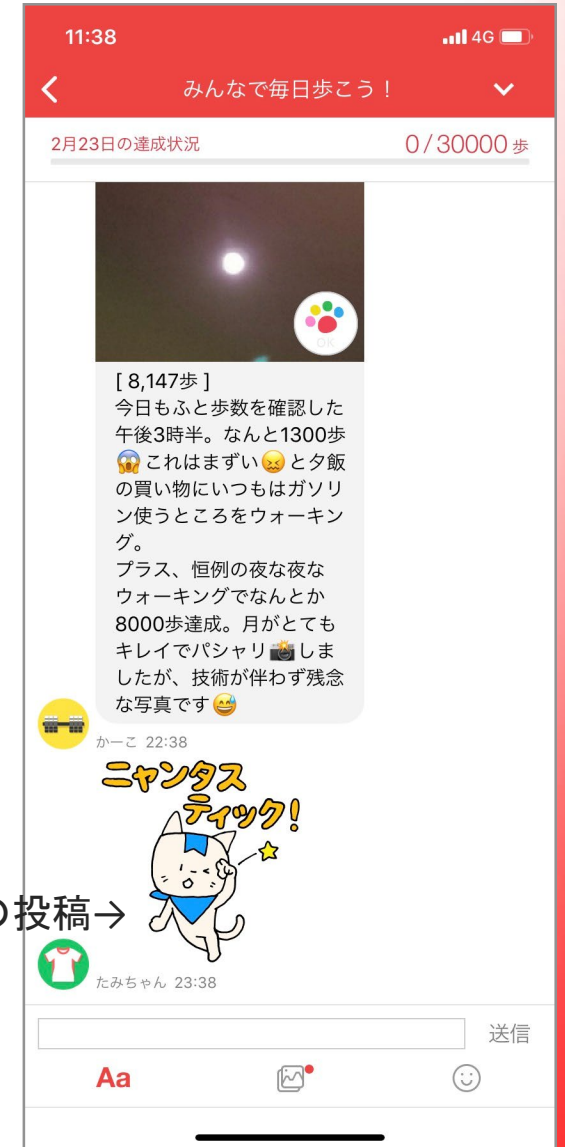 11:38
4G
みんなで毎日歩こう！
2月23日の達成状況
0/30000歩
OK
[ 8,147歩 ]
今日もふと歩数を確認した
午後3時半。なんと1300歩
😱これはまずい😖と夕飯
の買い物にいつもはガソリ
ン使うところをウォーキン
グ。
プラス、恒例の夜な夜な
ウォーキングでなんとか
8000歩達成。月がとても
キレイでパシャリ📸しま
したが、技術が伴わず残念
な写真です😅
かーこ 22:38
ニャンタス
ティック！
の投稿→
たみちゃん 23:38
送信
Aa